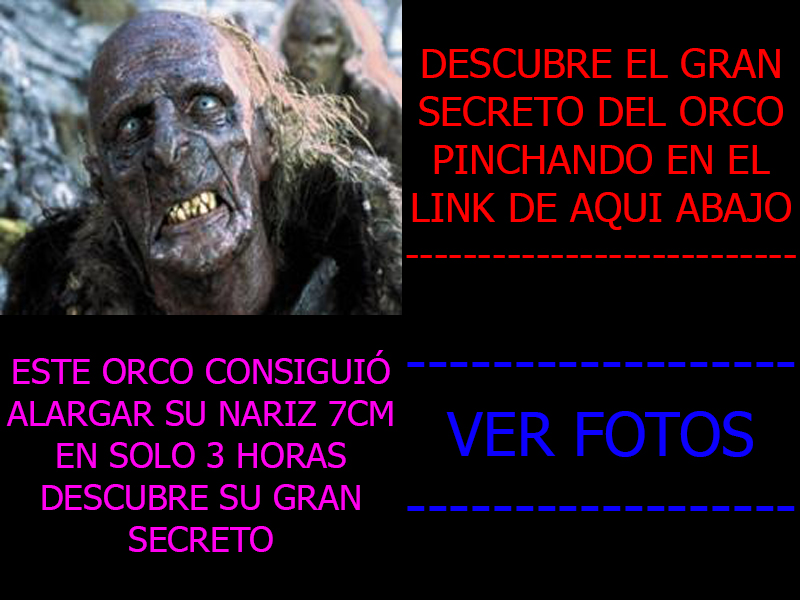 DESCUBRE EL GRAN
SECRETO DEL ORCO
PINCHANDO EN EL
LINK DE AQUI ABAJO
---------------------------
ESTE ORCO CONSIGUIÓ
ALARGAR SU NARIZ 7CM
EN SOLO 3 HORAS
DESCUBRE SU GRAN
SECRETO
------------------
VER FOTOS
------------------